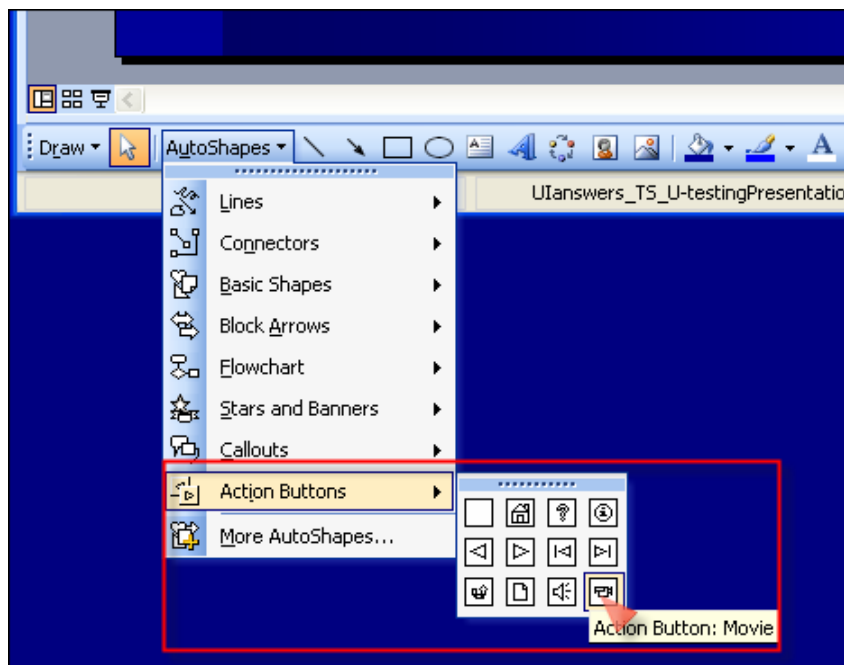 Draw AutoShapes A
UIanswers_TS_U-testingPresentatio
Lines
Connectors
Basic Shapes
Block Arrows
Flowchart
Stars and Banners
Callouts
Action Buttons
More AutoShapes...
Action Button: Movie